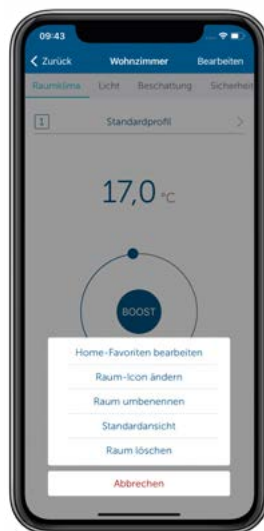 09:43
Zurück Wohnzimmer Bearbeiten
Raumklima Licht Beschattung Sicherheit
1 Standardprofil
17,0 °C
BOOST
Home-Favoriten bearbeiten
Raum-Icon ändern
Raum umbenennen
Standardansicht
Raum löschen
Abbrechen